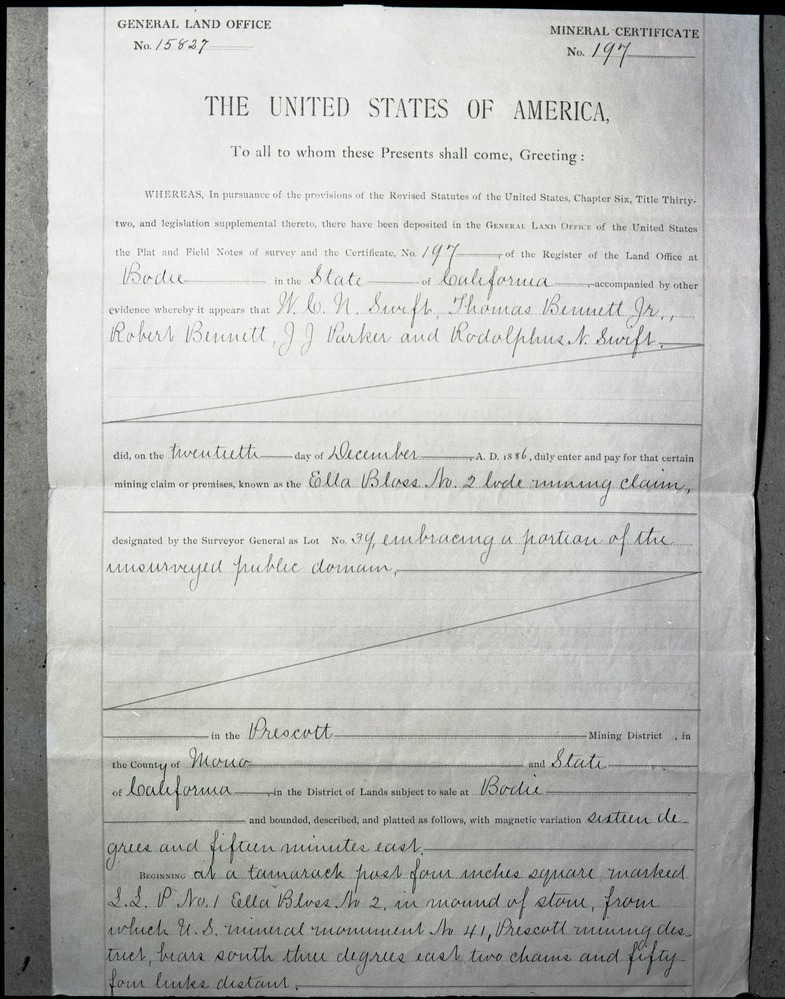 GENERAL LAND OFFICE
No. 15827
MINERAL CERTIFICATE
No. 197
THE UNITED STATES OF AMERICA,
To all to whom these Presents shall come, Greeting:
WHEREAS, In pursuance of the provisions of the Revised Statutes of the United States, Chapter Six, Title Thirty-
two, and legislation supplemental thereto, there have been deposited in the GENERAL LAND OFFICE of the United States
the Plat and Field Notes of survey and the Certificate, No. 197, of the Register of the Land Office at
Bodie in the State of California, accompanied by other
evidence whereby it appears that W. C. N. Swift, Thomas Bennett Jr.,
Robert Bennett, J J Parker and Rodolphus N. Swift.
did, on the twentieth day of December, A. D. 1886, duly enter and pay for that certain
mining claim or premises, known as the Ella Bloss No. 2 lode mining claim,
designated by the Surveyor General as Lot No. 39, embracing a portion of the
unsurveyed public domain,
in the Prescott Mining District, in
the County of Mono and State
of California, in the District of Lands subject to sale at Bodie
and bounded, described, and platted as follows, with magnetic variation sixteen de-
grees and fifteen minutes east.
BEGINNING at a tamarack post four inches square, marked
L. L. P No. 1 Ella Bloss No 2, in mound of stone, from
which U. S. mineral monument No 41, Prescott mining dis-
trict, bears south three degrees east two chains and fifty-
four links distant.